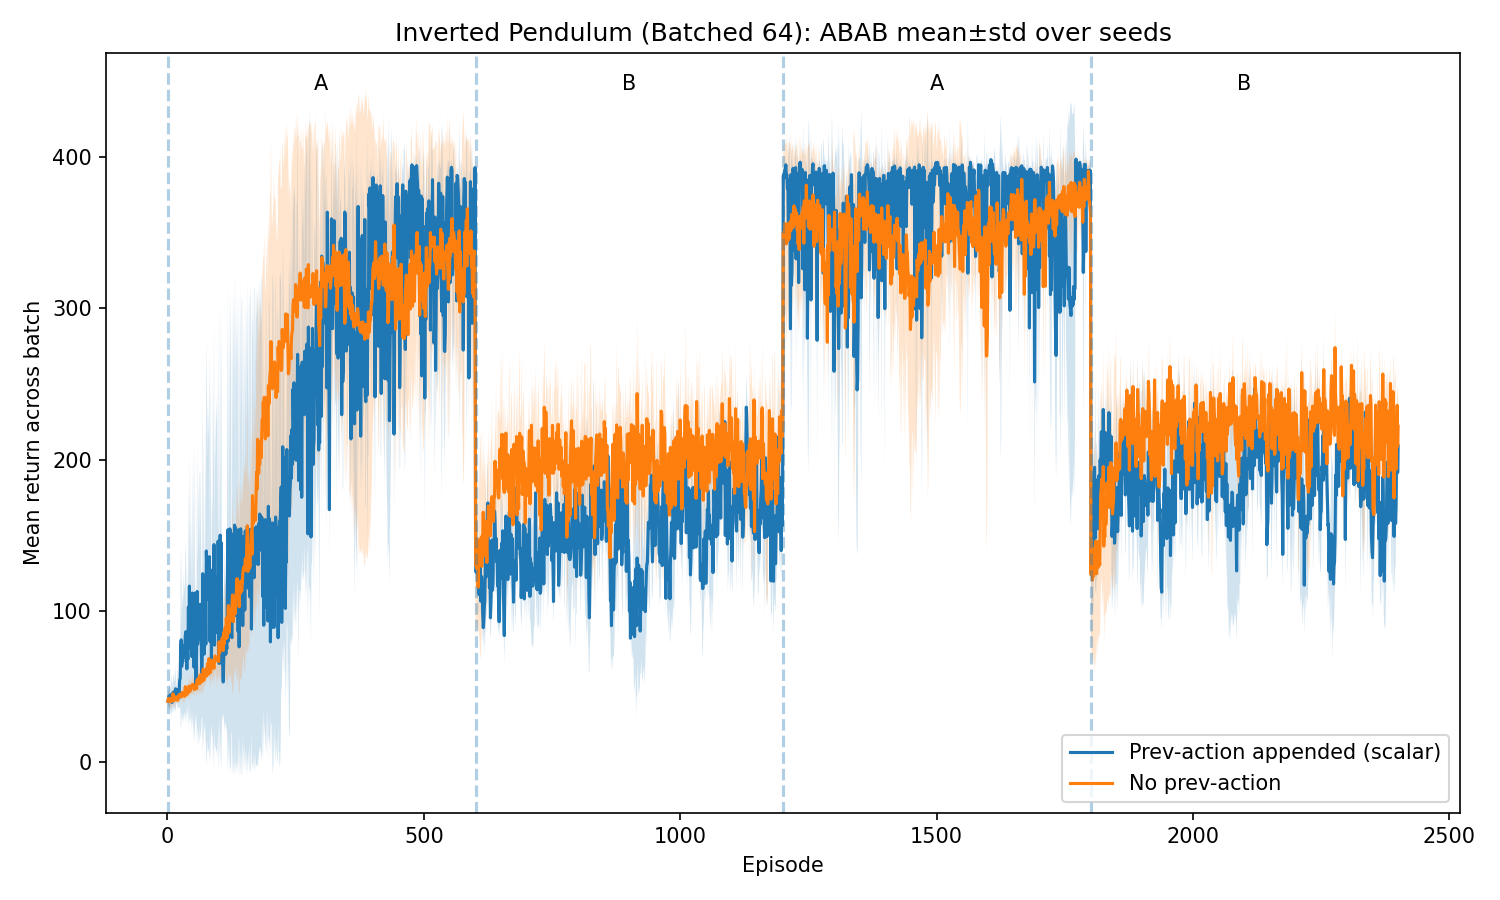 Inverted Pendulum (Batched 64): ABAB mean±std over seeds
A
B
A
B
400
300
200
100
0
Mean return across batch
0
500
1000
1500
2000
2500
Episode
Prev-action appended (scalar)
No prev-action